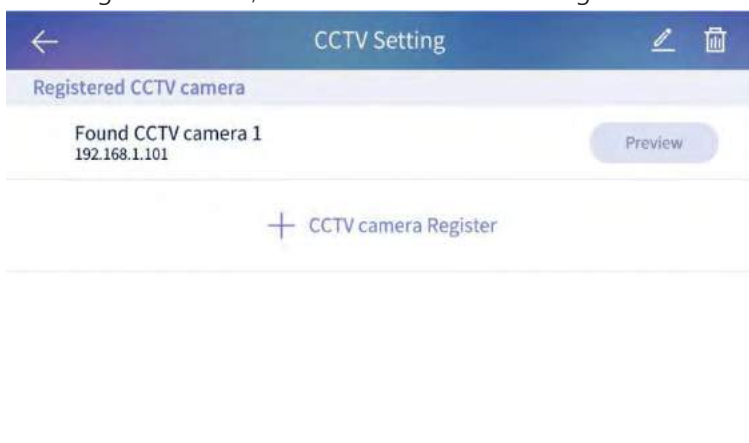 CCTV Setting
Registered CCTV camera
Found CCTV camera 1
192.168.1.101
Preview
CCTV camera Register